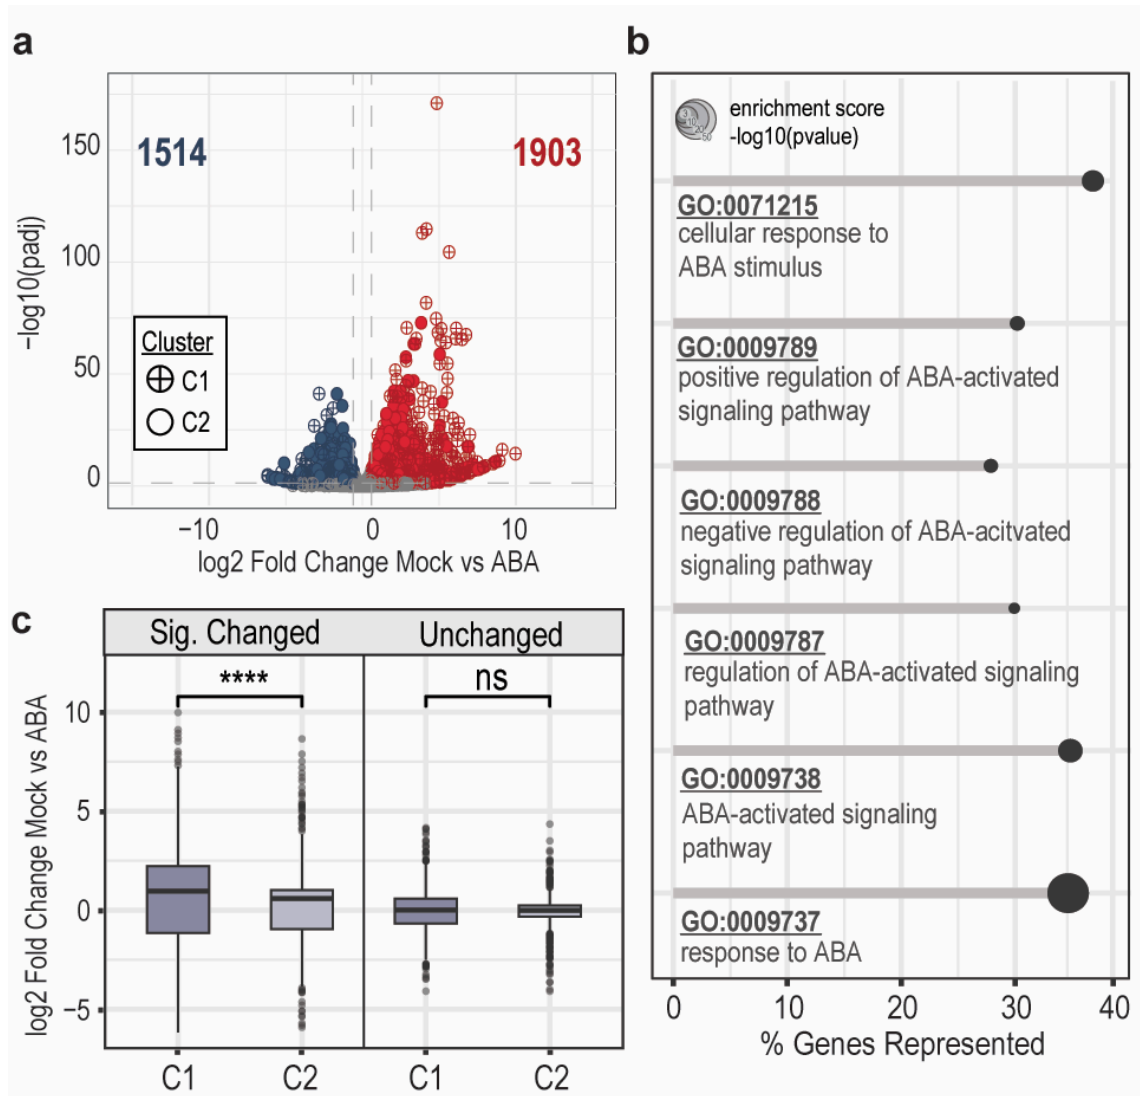 a
150
100
50
0
−log10(padj)
1514
1903
Cluster
C1
C2
−10
0
10
log2 Fold Change Mock vs ABA
b
enrichment score
-log10(pvalue)
3
10
20
50
GO:0071215
cellular response to
ABA stimulus
GO:0009789
positive regulation of ABA-activated
signaling pathway
GO:0009788
negative regulation of ABA-acitvated
signaling pathway
GO:0009787
regulation of ABA-activated signaling
pathway
GO:0009738
ABA-activated signaling
pathway
GO:0009737
response to ABA
0
10
20
30
40
% Genes Represented
c
Sig. Changed
Unchanged
****
ns
log2 Fold Change Mock vs ABA
10
5
0
−5
C1
C2
C1
C2